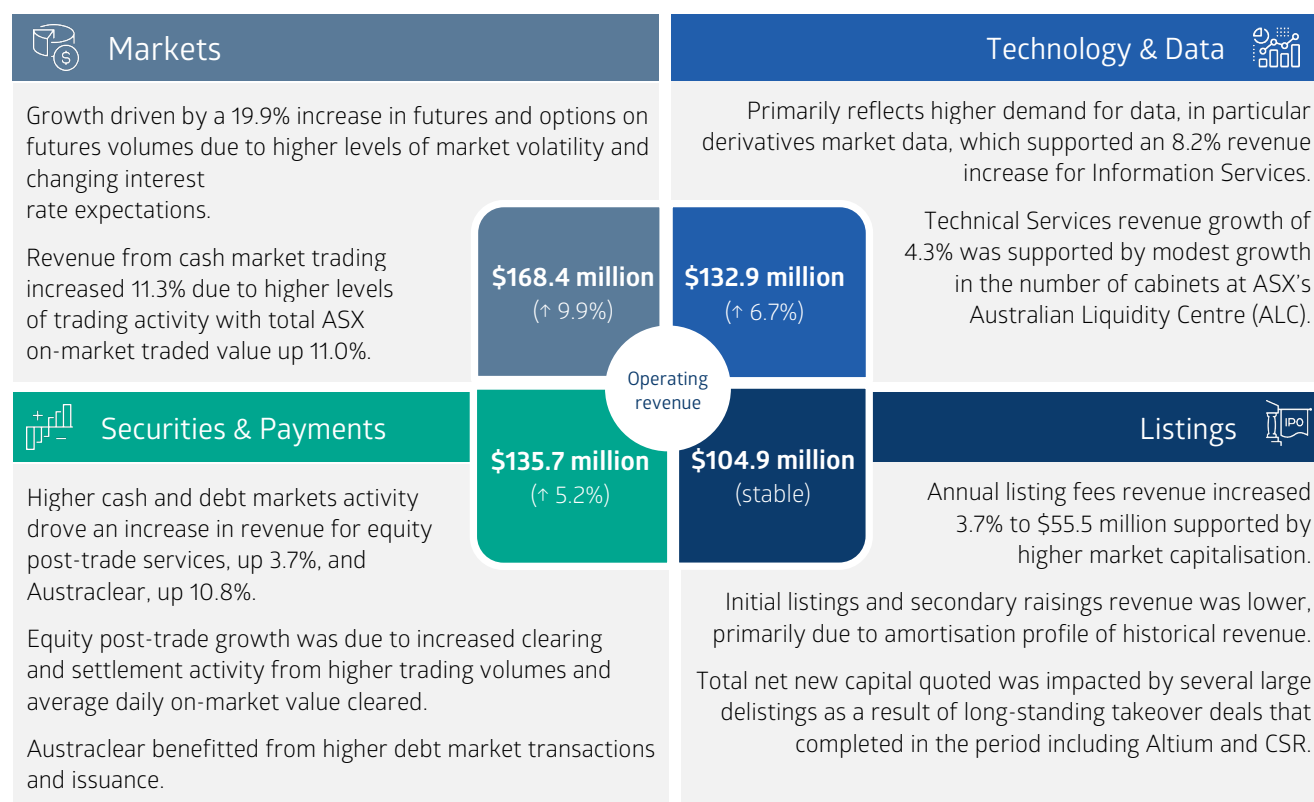 Markets
Growth driven by a 19.9% increase in futures and options on
futures volumes due to higher levels of market volatility and
changing interest
rate expectations.
Revenue from cash market trading
increased 11.3% due to higher levels
of trading activity with total ASX
on-market traded value up 11.0%.
$168.4 million
(↑ 9.9%)
Technology & Data
Primarily reflects higher demand for data, in particular
derivatives market data, which supported an 8.2% revenue
increase for Information Services.
Technical Services revenue growth of
4.3% was supported by modest growth
in the number of cabinets at ASX’s
Australian Liquidity Centre (ALC).
$132.9 million
(↑ 6.7%)
Operating
revenue
Securities & Payments
$135.7 million
(↑ 5.2%)
Higher cash and debt markets activity
drove an increase in revenue for equity
post-trade services, up 3.7%, and
Austraclear, up 10.8%.
Equity post-trade growth was due to increased clearing
and settlement activity from higher trading volumes and
average daily on-market value cleared.
Austraclear benefitted from higher debt market transactions
and issuance.
Listings
IPO
$104.9 million
(stable)
Annual listing fees revenue increased
3.7% to $55.5 million supported by
higher market capitalisation.
Initial listings and secondary raisings revenue was lower,
primarily due to amortisation profile of historical revenue.
Total net new capital quoted was impacted by several large
delistings as a result of long-standing takeover deals that
completed in the period including Altium and CSR.